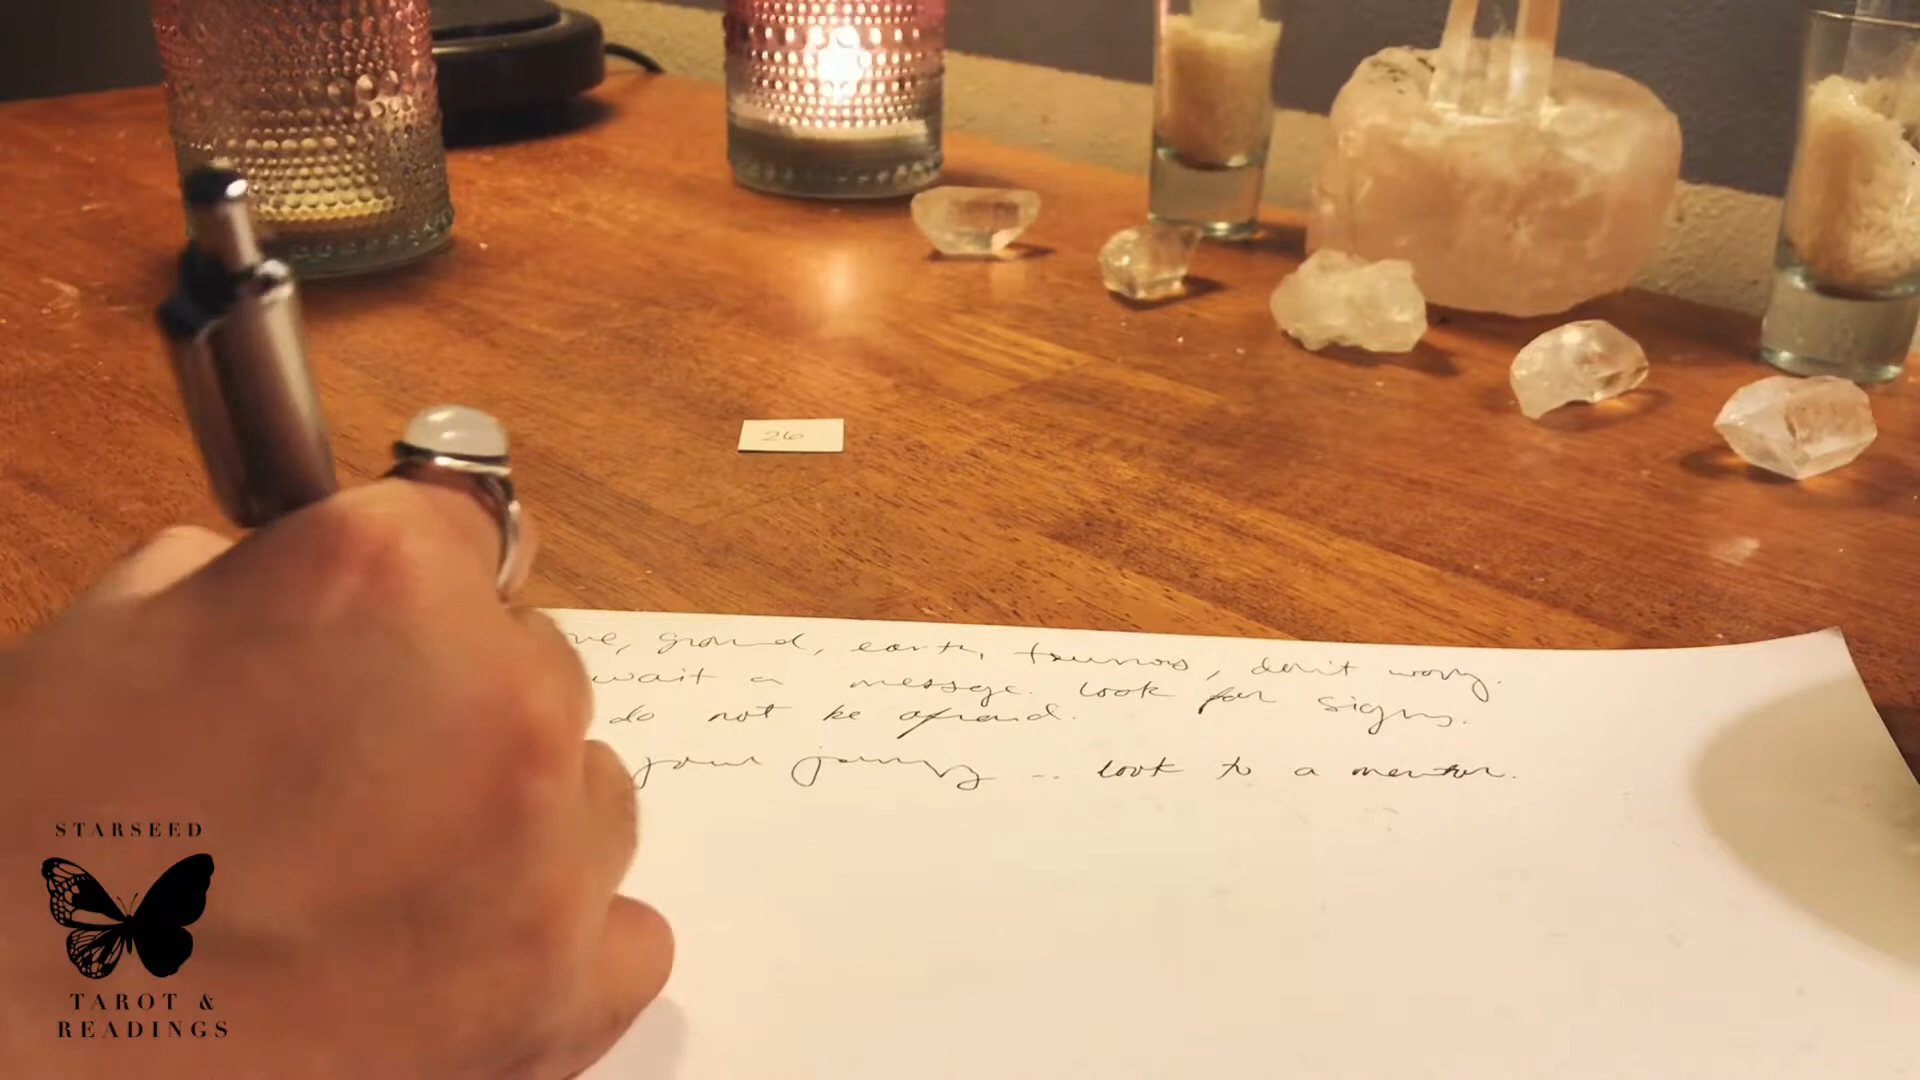 26
ground, earth, don't worry.
wait a message. look for signs.
do not be afraid.
your journey -- look to a mentor.
STARSEED
TAROT &
READINGS